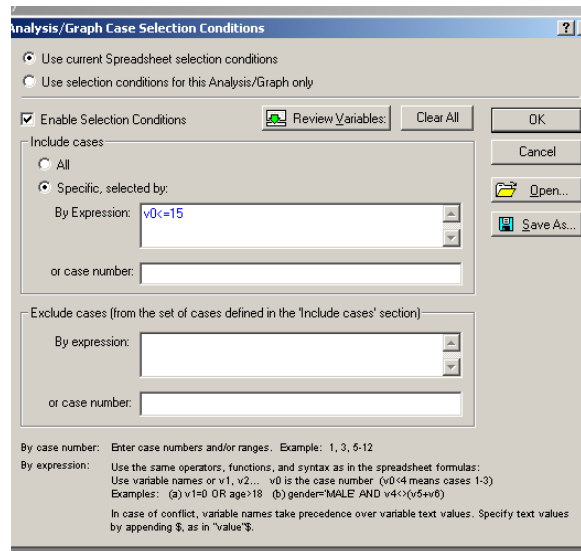 Analysis/Graph Case Selection Conditions
Use current Spreadsheet selection conditions
Use selection conditions for this Analysis/Graph only
Enable Selection Conditions
Review Variables:
Clear All
OK
Cancel
Open...
Save As...
Include cases
All
Specific, selected by:
By Expression: v0<=15
or case number:
Exclude cases (from the set of cases defined in the 'Include cases' section)
By expression:
or case number:
By case number: Enter case numbers and/or ranges. Example: 1, 3, 5-12
By expression: Use the same operators, functions, and syntax as in the spreadsheet formulas:
Use variable names or v1, v2... v0 is the case number (v0<4 means cases 1-3)
Examples: (a) v1=0 OR age>18 (b) gender='MALE' AND v4<>(v5+v6)
In case of conflict, variable names take precedence over variable text values. Specify text values
by appending $, as in "value"$.